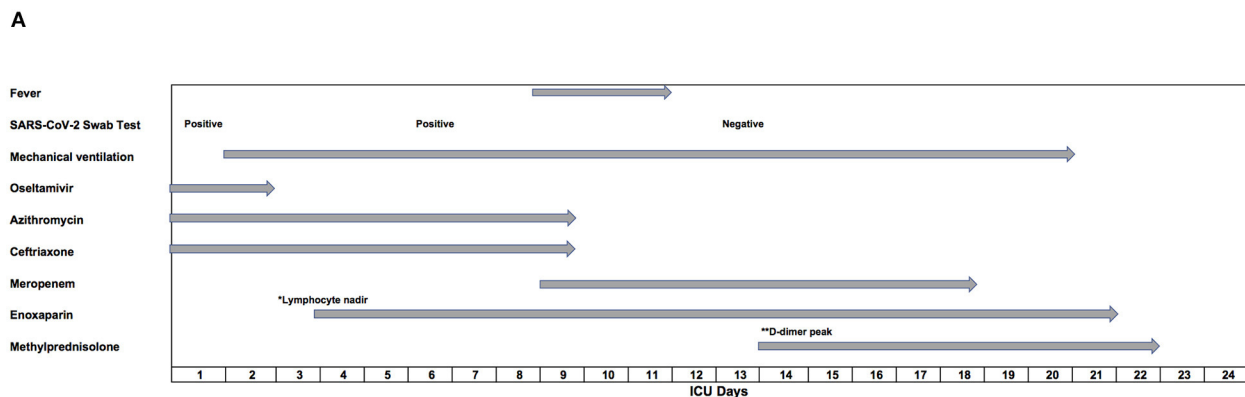 A
Fever
SARS-CoV-2 Swab Test Positive Positive Negative
Mechanical ventilation
Oseltamivir
Azithromycin
Ceftriaxone
Meropenem
*Lymphocyte nadir
Enoxaparin
**D-dimer peak
Methylprednisolone
1 2 3 4 5 6 7 8 9 10 11 12 13 14 15 16 17 18 19 20 21 22 23 24
ICU Days